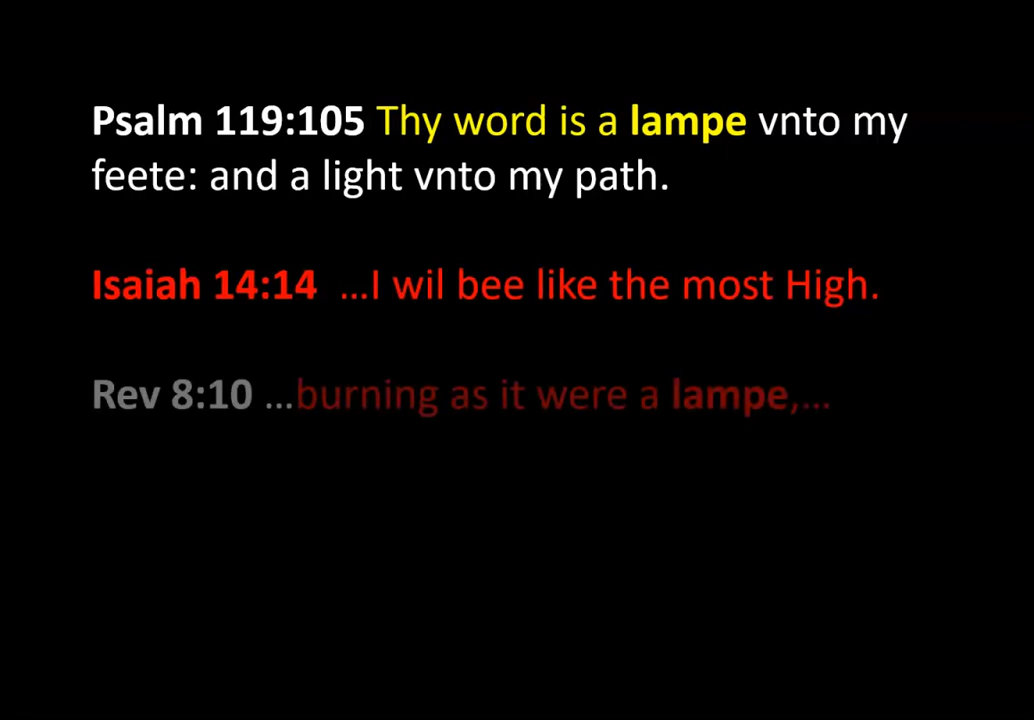 Psalm 119:105 Thy word is a lampe vnto my
feete: and a light vnto my path.
Isaiah 14:14 …I wil bee like the most High.
Rev 8:10 …burning as it were a lampe,…